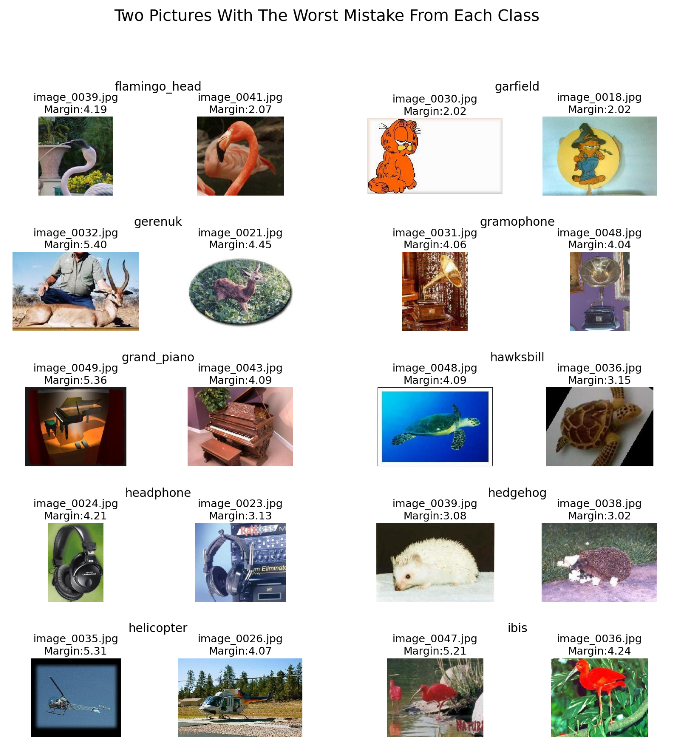 Two Pictures With The Worst Mistake From Each Class
flamingo_head
image_0039.jpg
Margin:4.19
image_0041.jpg
Margin:2.07
garfield
image_0030.jpg
Margin:2.02
image_0018.jpg
Margin:2.02
gerenuk
image_0032.jpg
Margin:5.40
image_0021.jpg
Margin:4.45
gramophone
image_0031.jpg
Margin:4.06
image_0048.jpg
Margin:4.04
grand_piano
image_0049.jpg
Margin:5.36
image_0043.jpg
Margin:4.09
hawksbill
image_0048.jpg
Margin:4.09
image_0036.jpg
Margin:3.15
headphone
image_0024.jpg
Margin:4.21
image_0023.jpg
Margin:3.13
um Eliminator
hedgehog
image_0039.jpg
Margin:3.08
image_0038.jpg
Margin:3.02
helicopter
image_0035.jpg
Margin:5.31
image_0026.jpg
Margin:4.07
ibis
image_0047.jpg
Margin:5.21
NATUR
image_0036.jpg
Margin:4.24